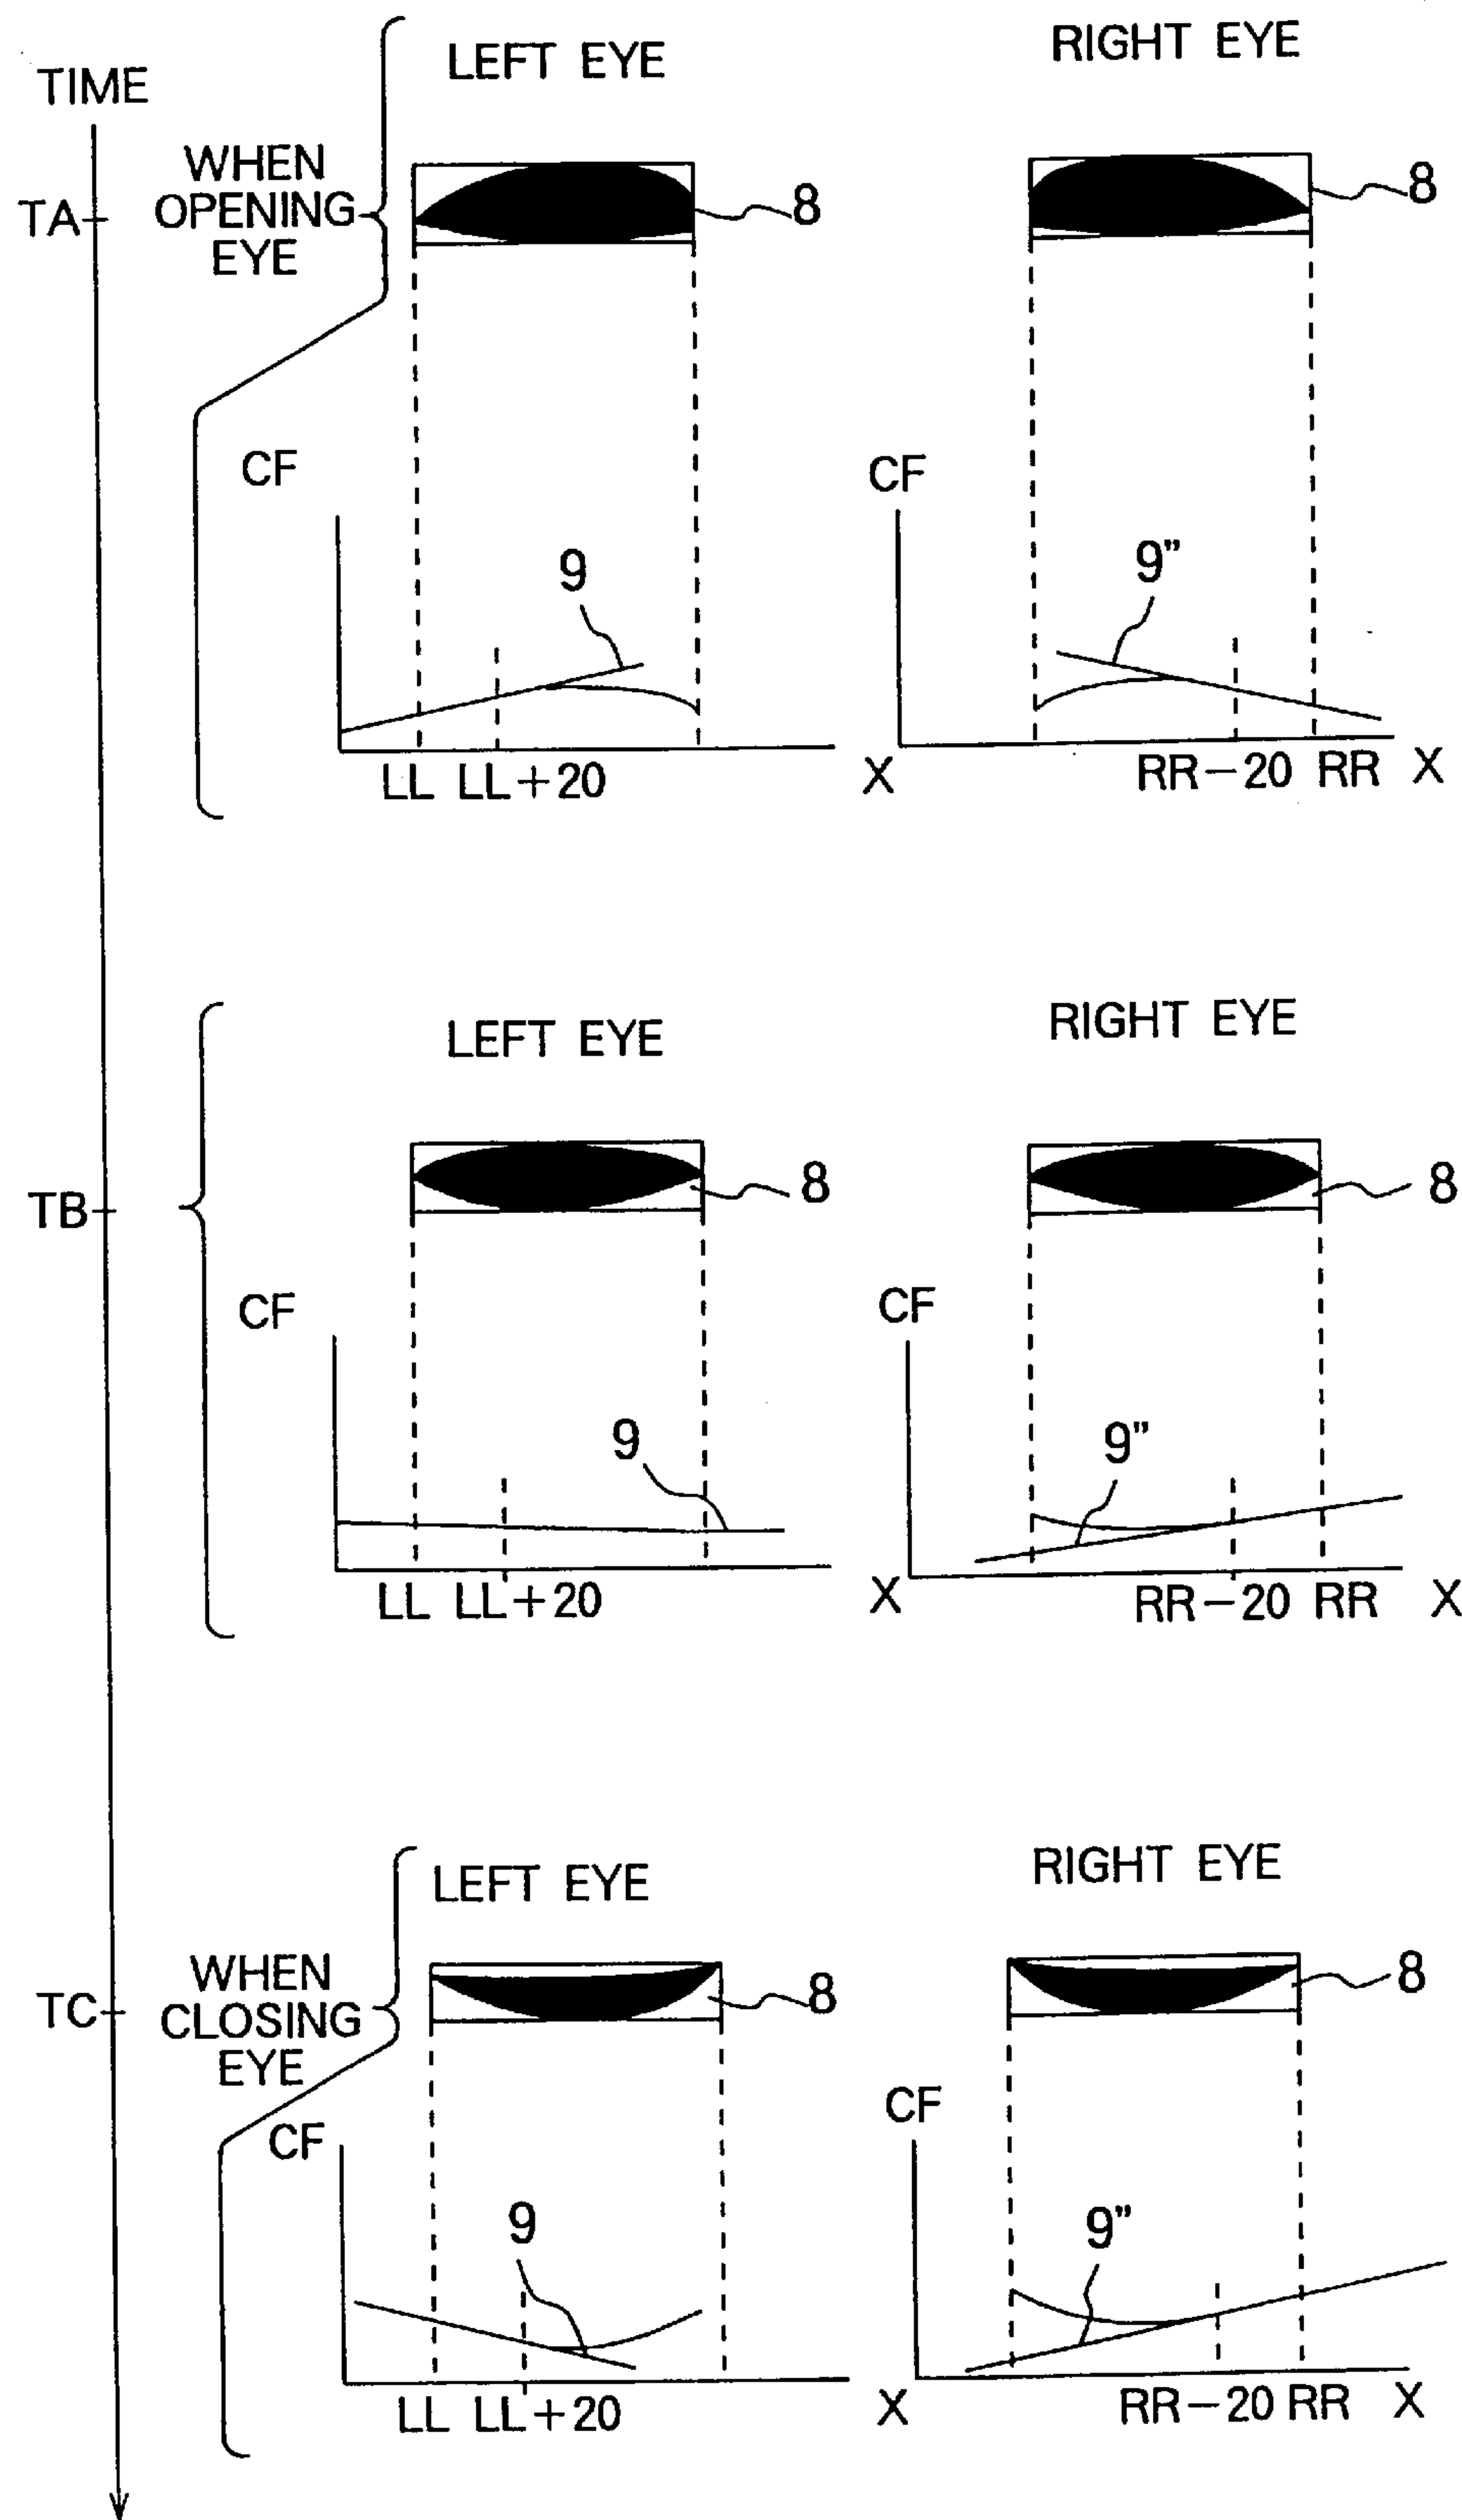 TIME
LEFT EYE
RIGHT EYE
TA
WHEN
OPENING
EYE
8
8
CF
CF
9
9”
LL LL+20 X
RR−20 RR X
LEFT EYE
RIGHT EYE
TB
8
8
CF
CF
9
9”
LL LL+20 X
RR−20 RR X
LEFT EYE
RIGHT EYE
TC
WHEN
CLOSING
EYE
8
8
CF
CF
9
9”
LL LL+20 X
RR−20 RR X